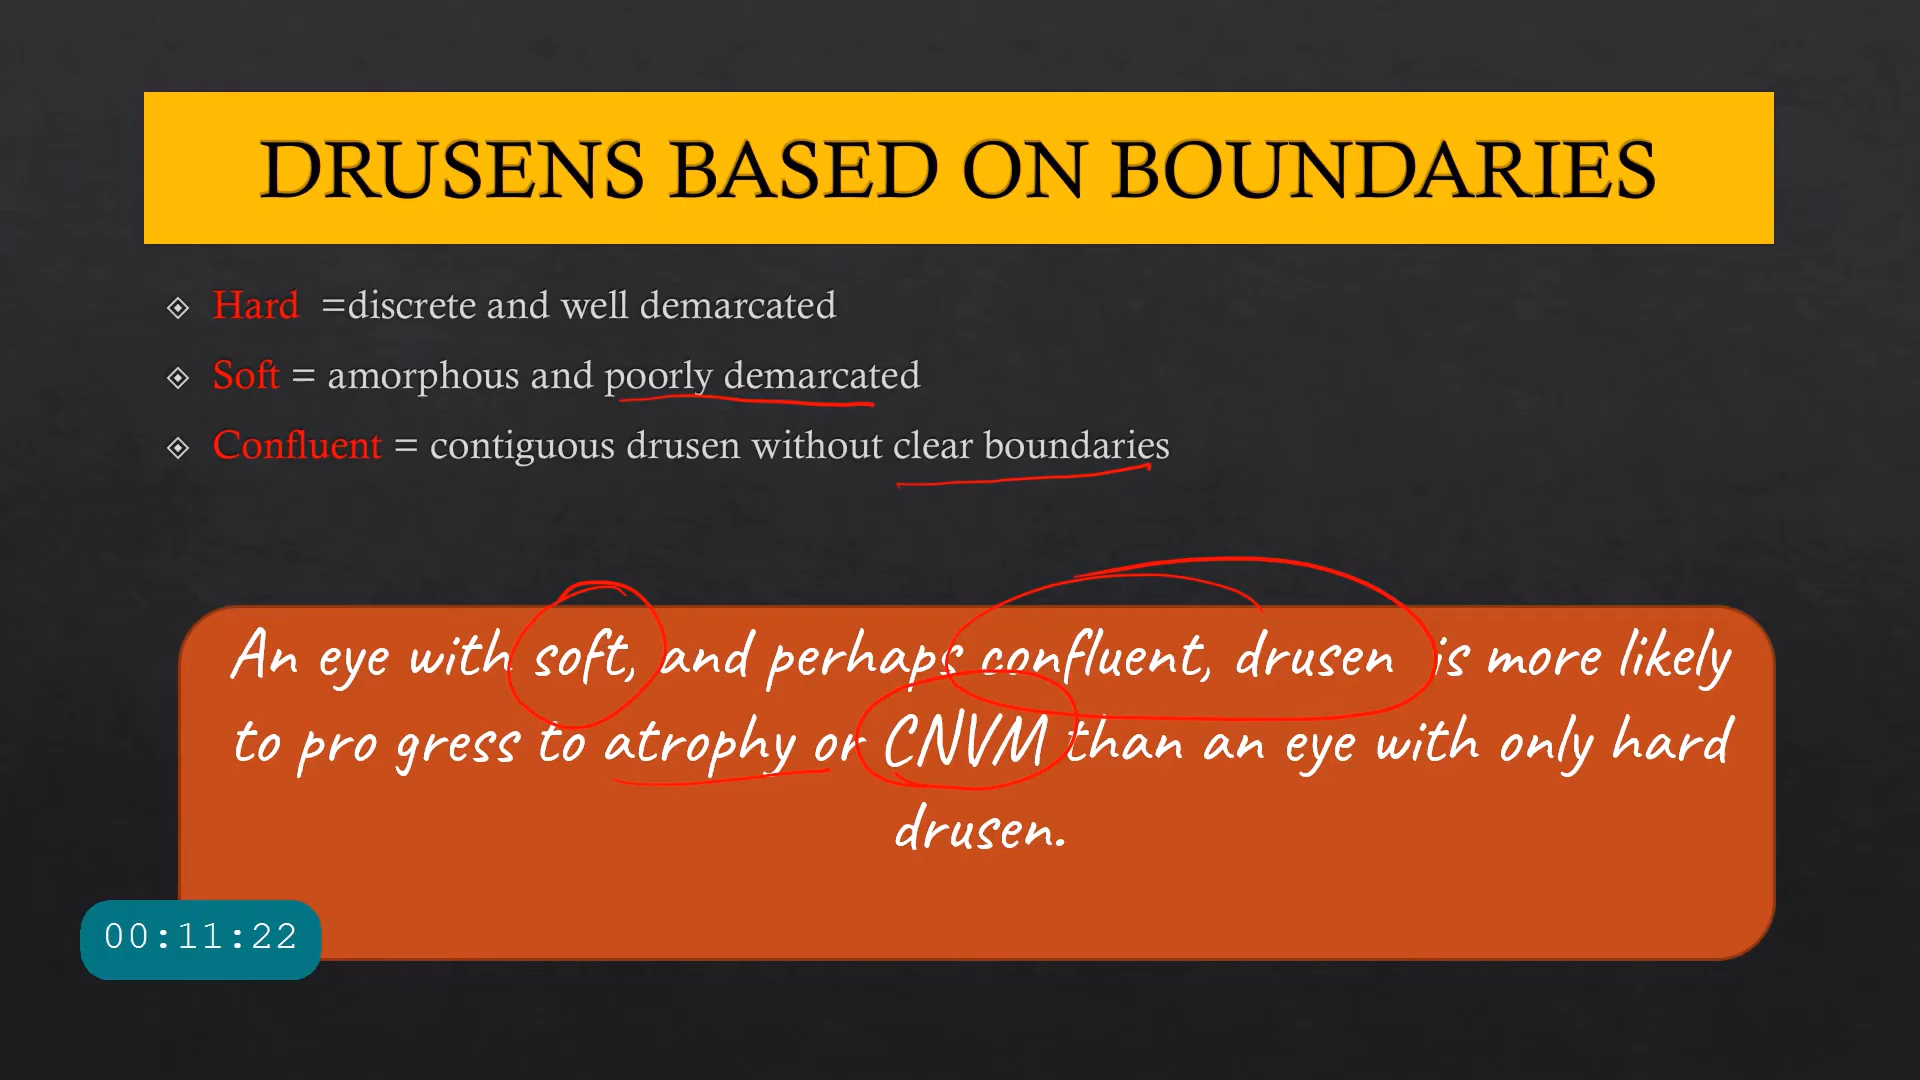 DRUSENS BASED ON BOUNDARIES
Hard =discrete and well demarcated
Soft = amorphous and poorly demarcated
Confluent = contiguous drusen without clear boundaries
An eye with soft, and perhaps confluent, drusen is more likely
to pro gress to atrophy or CNVM than an eye with only hard
drusen.
00:11:22